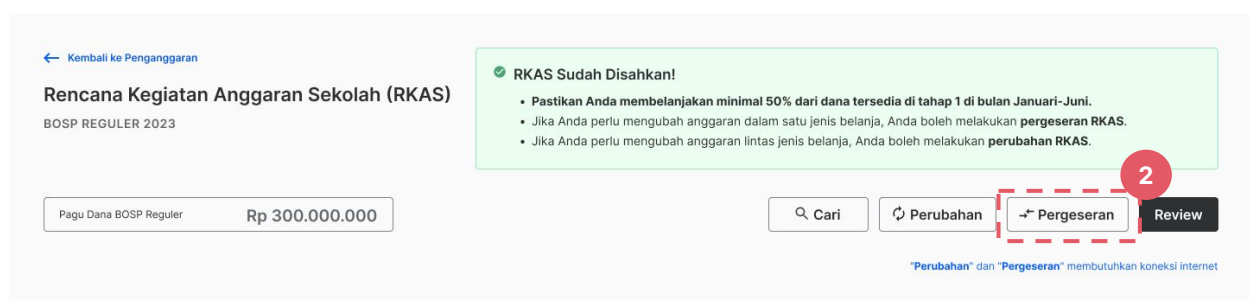 Kembali ke Penganggaran
Rencana Kegiatan Anggaran Sekolah (RKAS)
BOSP REGULER 2023
RKAS Sudah Disahkan!
• Pastikan Anda membelanjakan minimal 50% dari dana tersedia di tahap 1 di bulan Januari-Juni.
• Jika Anda perlu mengubah anggaran dalam satu jenis belanja, Anda boleh melakukan pergeseran RKAS.
• Jika Anda perlu mengubah anggaran lintas jenis belanja, Anda boleh melakukan perubahan RKAS.
2
Pagu Dana BOSP Reguler Rp 300.000.000
Cari Perubahan Pergeseran Review
"Perubahan" dan "Pergeseran" membutuhkan koneksi internet